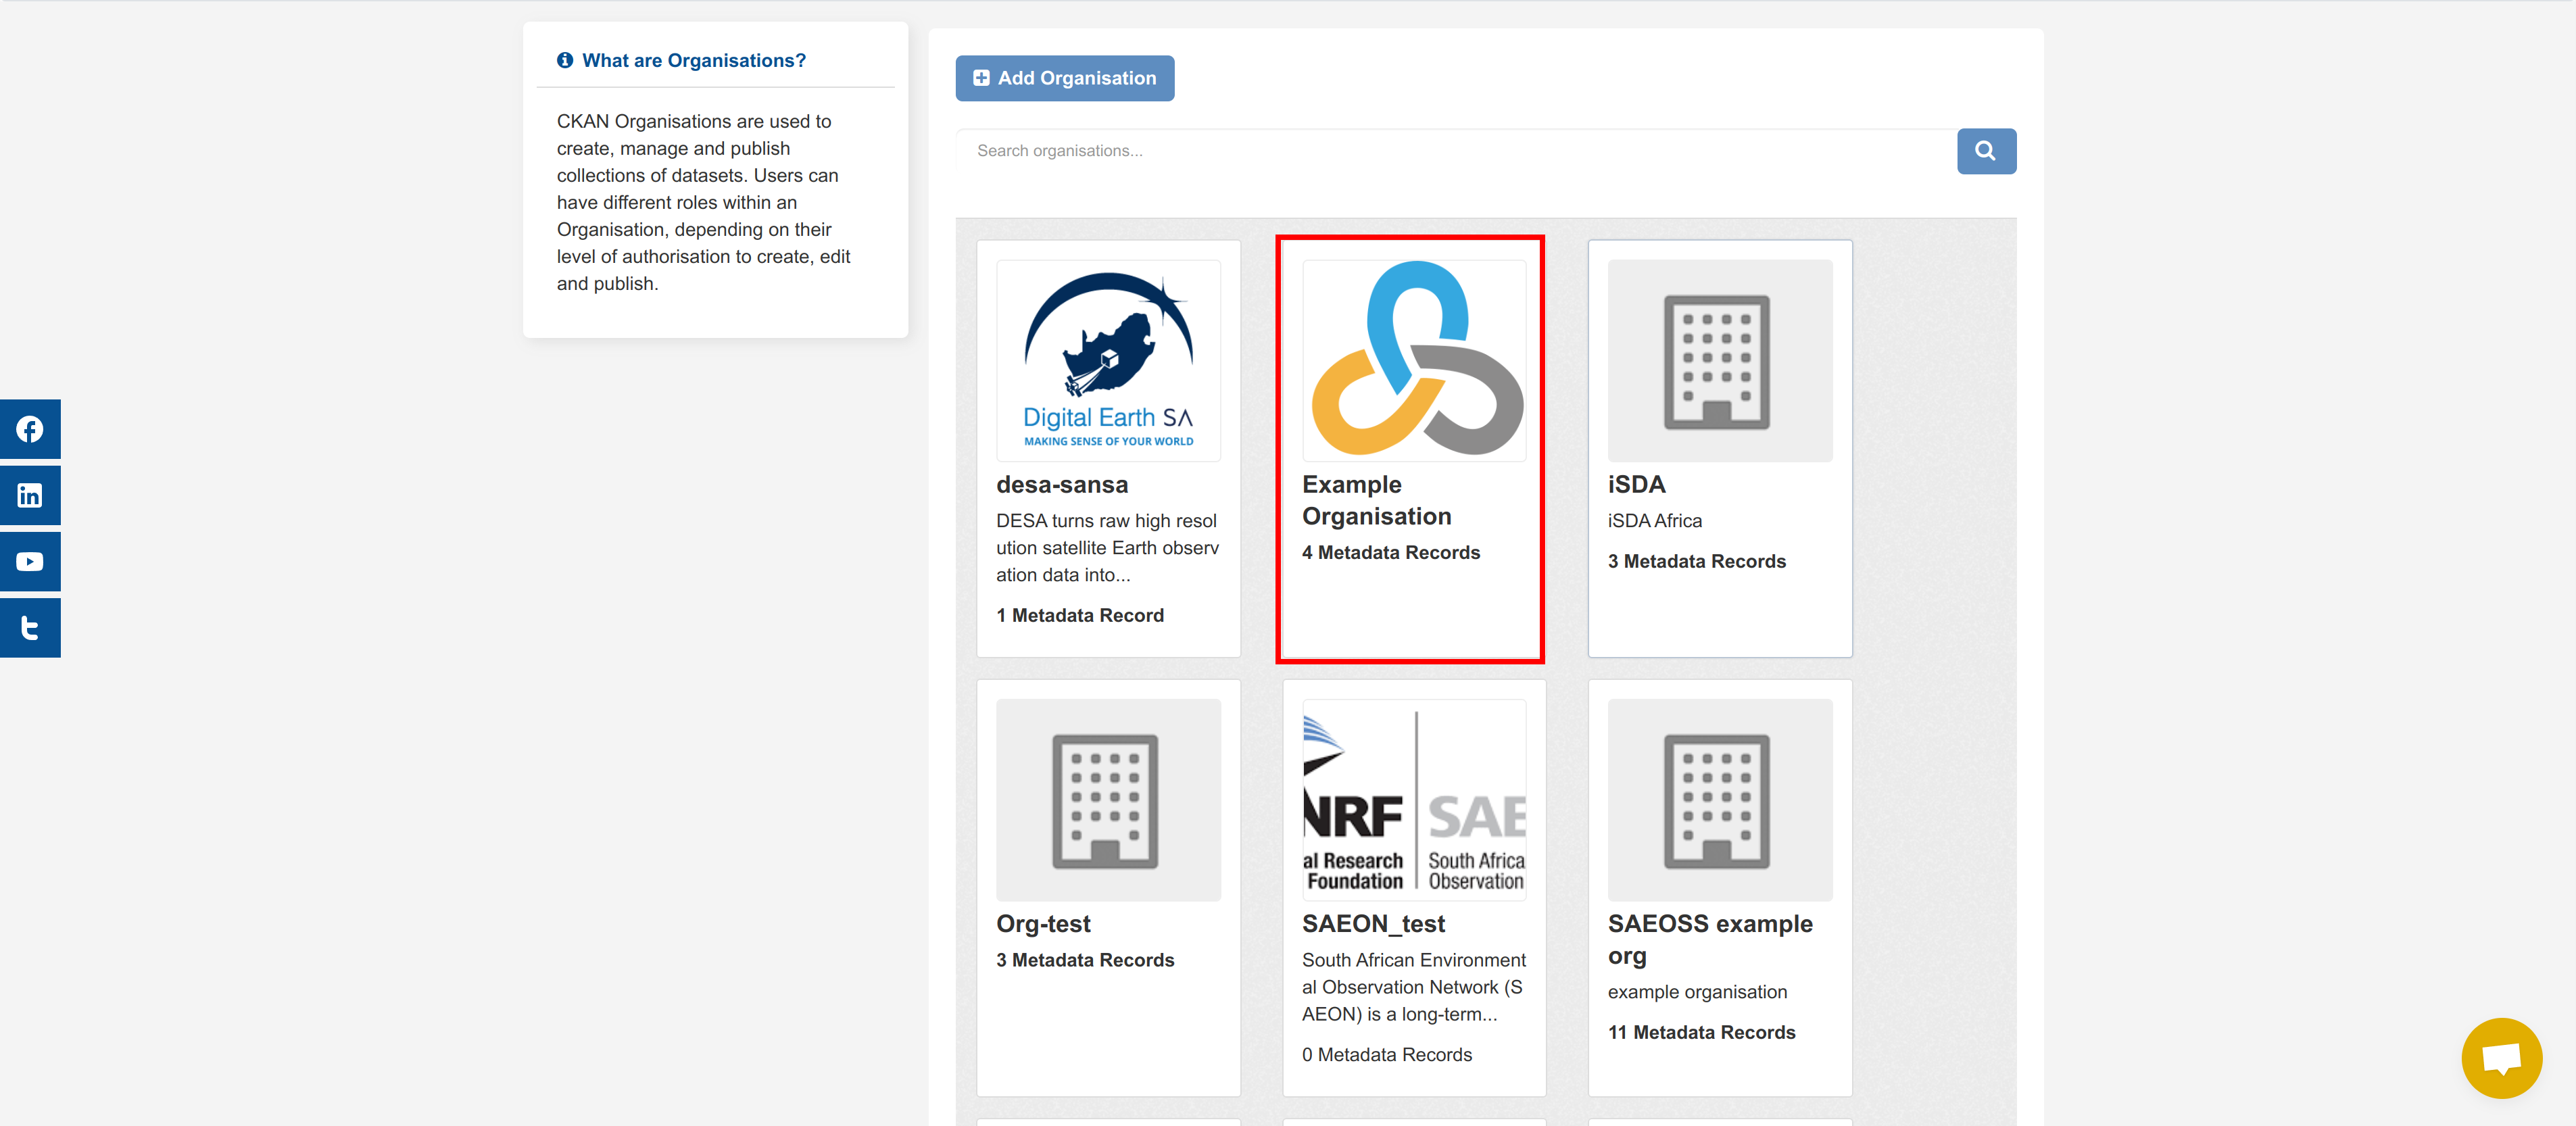 What are Organisations?
CKAN Organisations are used to
create, manage and publish
collections of datasets. Users can
have different roles within an
Organisation, depending on their
level of authorisation to create, edit
and publish.
Add Organisation
Search organisations...
Digital Earth SA
MAKING SENSE OF YOUR WORLD
desa-sansa
DESA turns raw high resol
ution satellite Earth observ
ation data into...
1 Metadata Record
Example
Organisation
4 Metadata Records
iSDA
iSDA Africa
3 Metadata Records
Org-test
3 Metadata Records
NRF
al Research
Foundation
SAE
South Africa
Observation
SAEON_test
South African Environment
al Observation Network (S
AEON) is a long-term...
0 Metadata Records
SAEOSS example
org
example organisation
11 Metadata Records